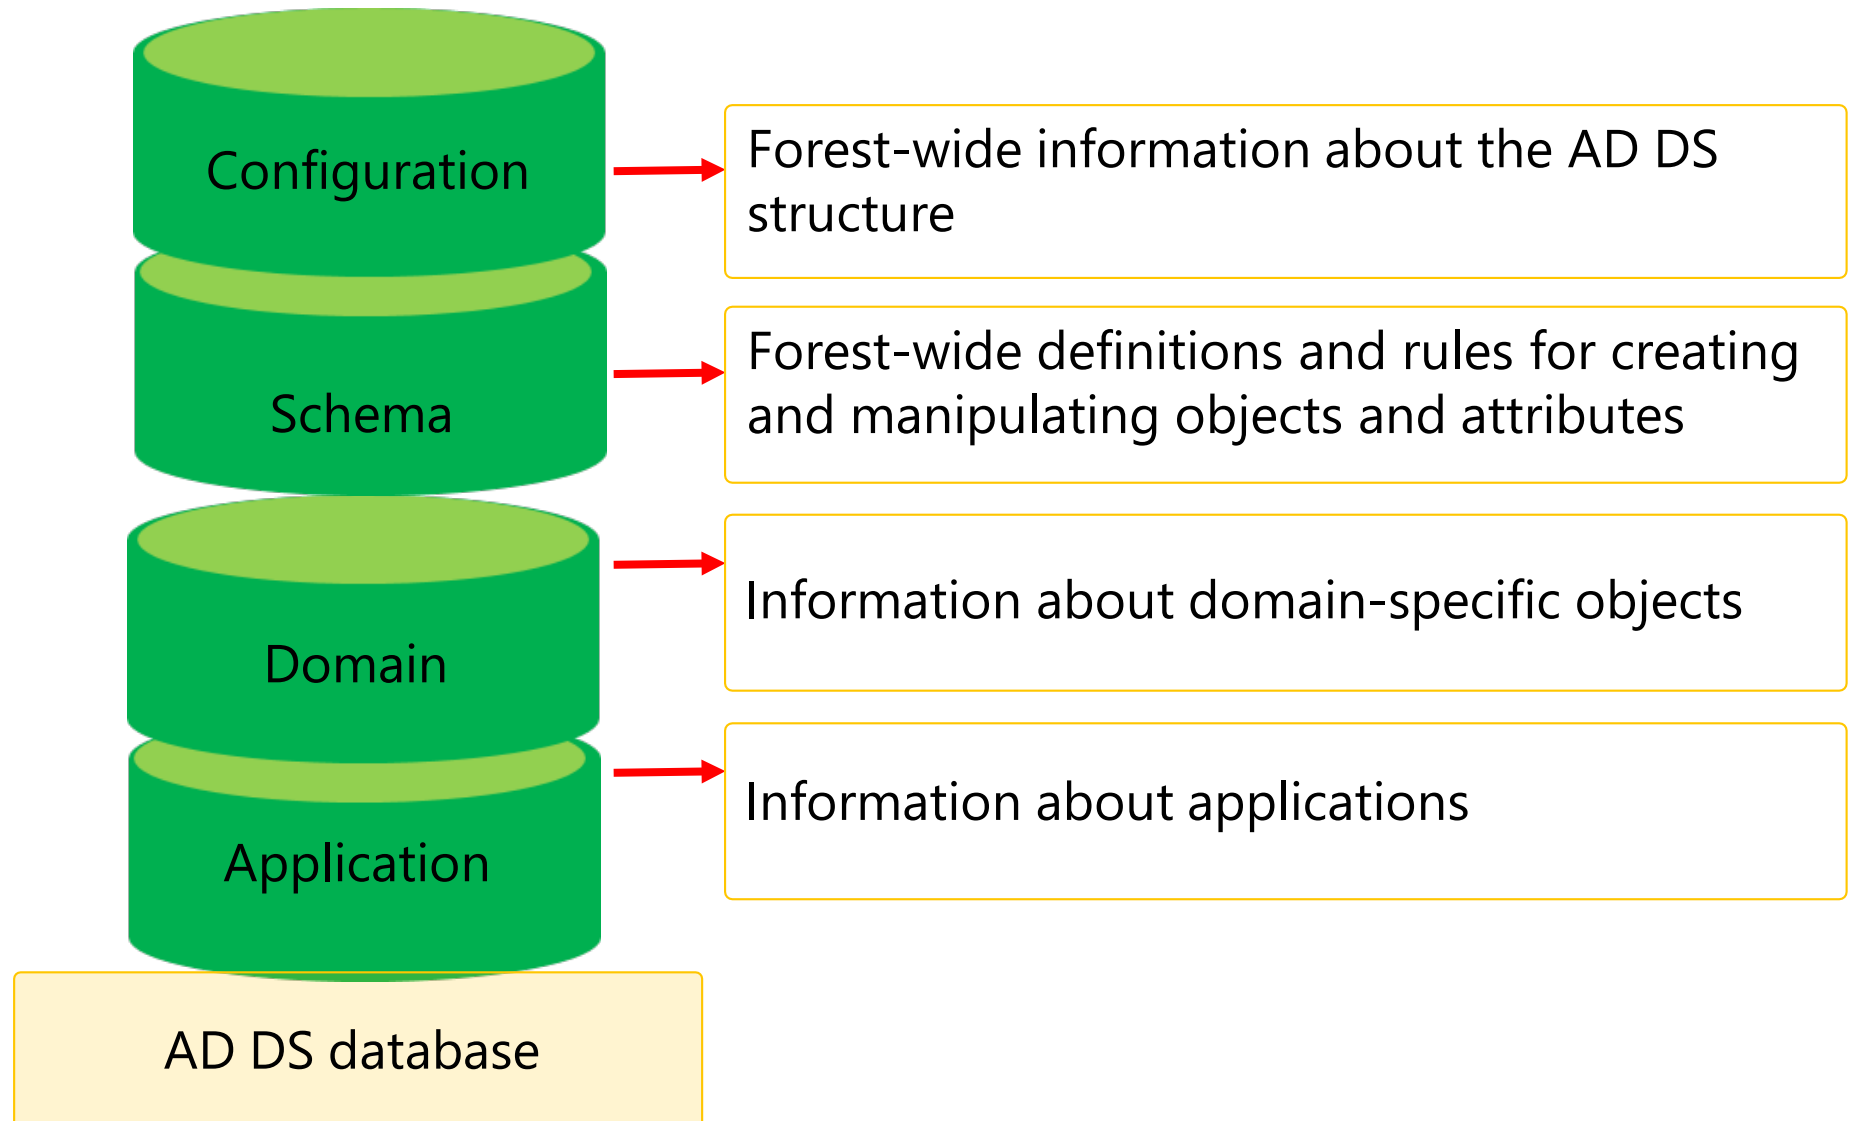 Configuration
Forest-wide information about the AD DS
structure
Schema
Forest-wide definitions and rules for creating
and manipulating objects and attributes
Domain
Information about domain-specific objects
Application
Information about applications
AD DS database